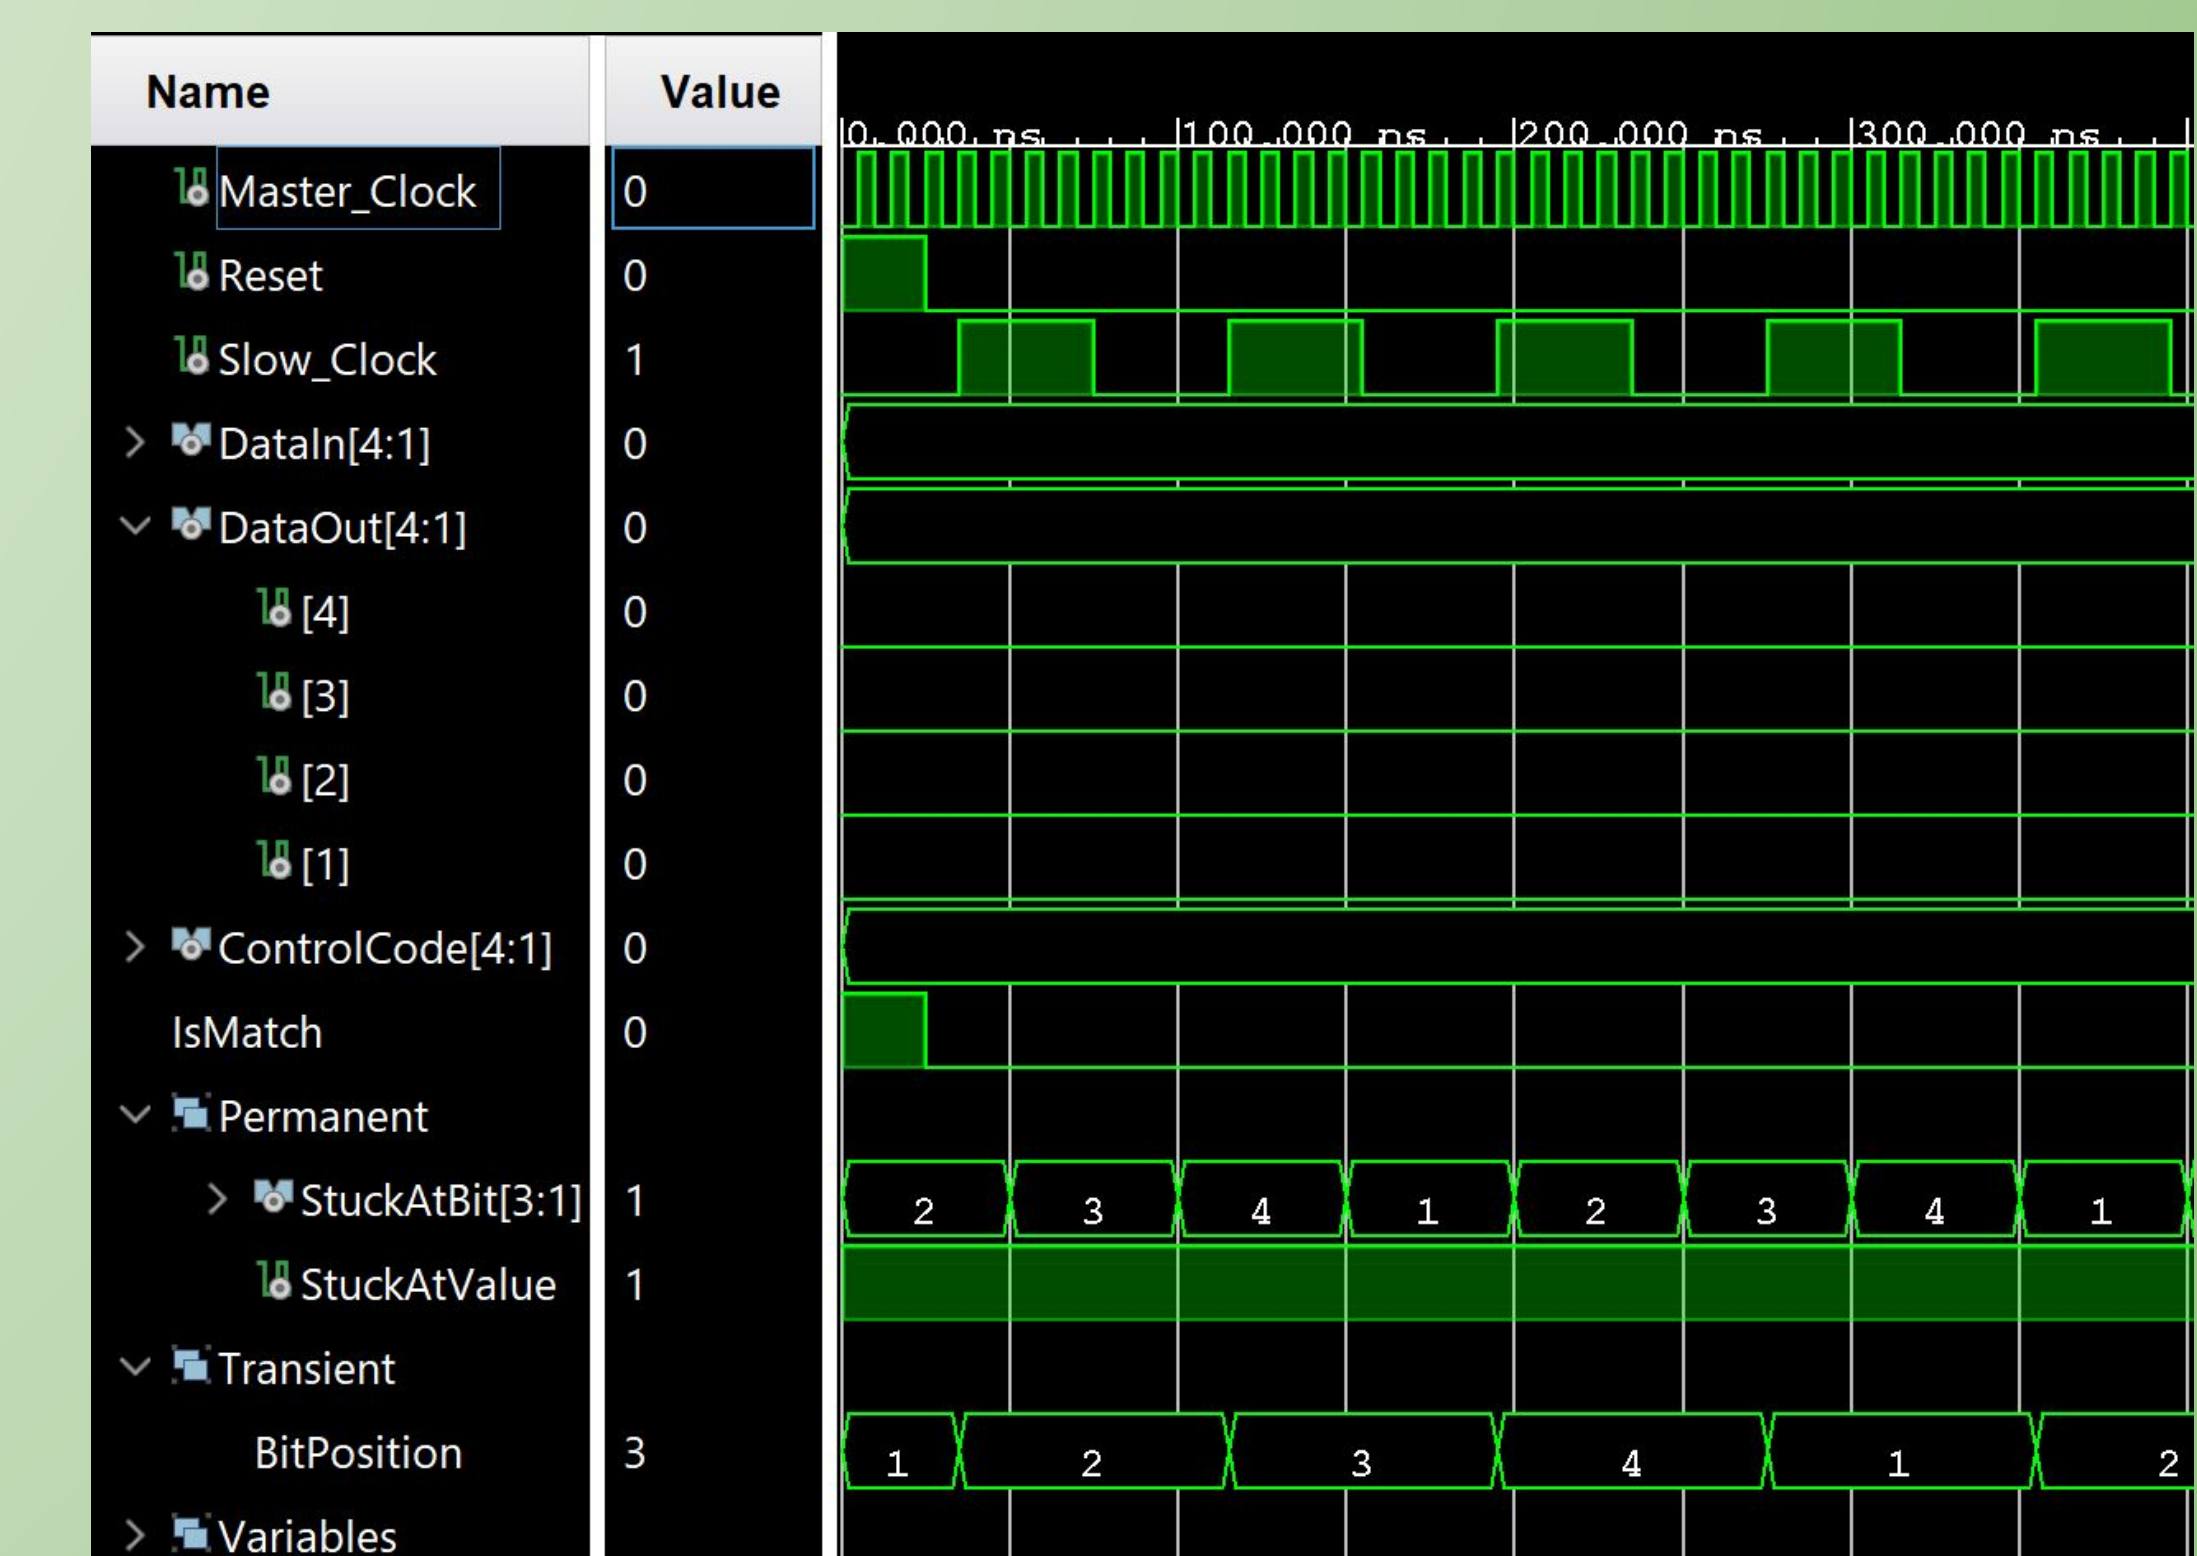 Name Value
0.000 ns 100.000 ns 200.000 ns 300.000 ns
Master_Clock 0
Reset 0
Slow_Clock 1
DataIn[4:1] 0
DataOut[4:1] 0
[4] 0
[3] 0
[2] 0
[1] 0
ControlCode[4:1] 0
IsMatch 0
Permanent
StuckAtBit[3:1] 1 2 3 4 1 2 3 4 1
StuckAtValue 1
Transient
BitPosition 3 1 2 3 4 1 2
Variables